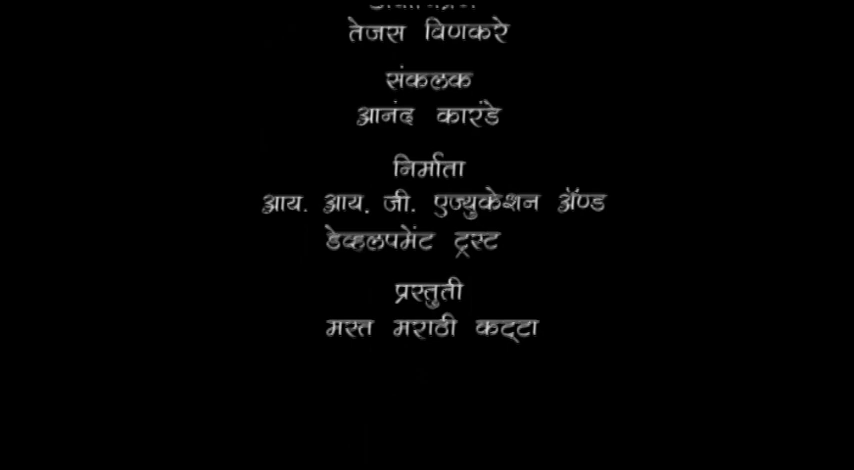 तेजस विणकरे
संकलक
आनंद कारंडे
निर्माता
आय. आय. जी. एज्युकेशन ॲण्ड
डेव्हलपमेंट ट्रस्ट
प्रस्तुती
मस्त मराठी कट्टा